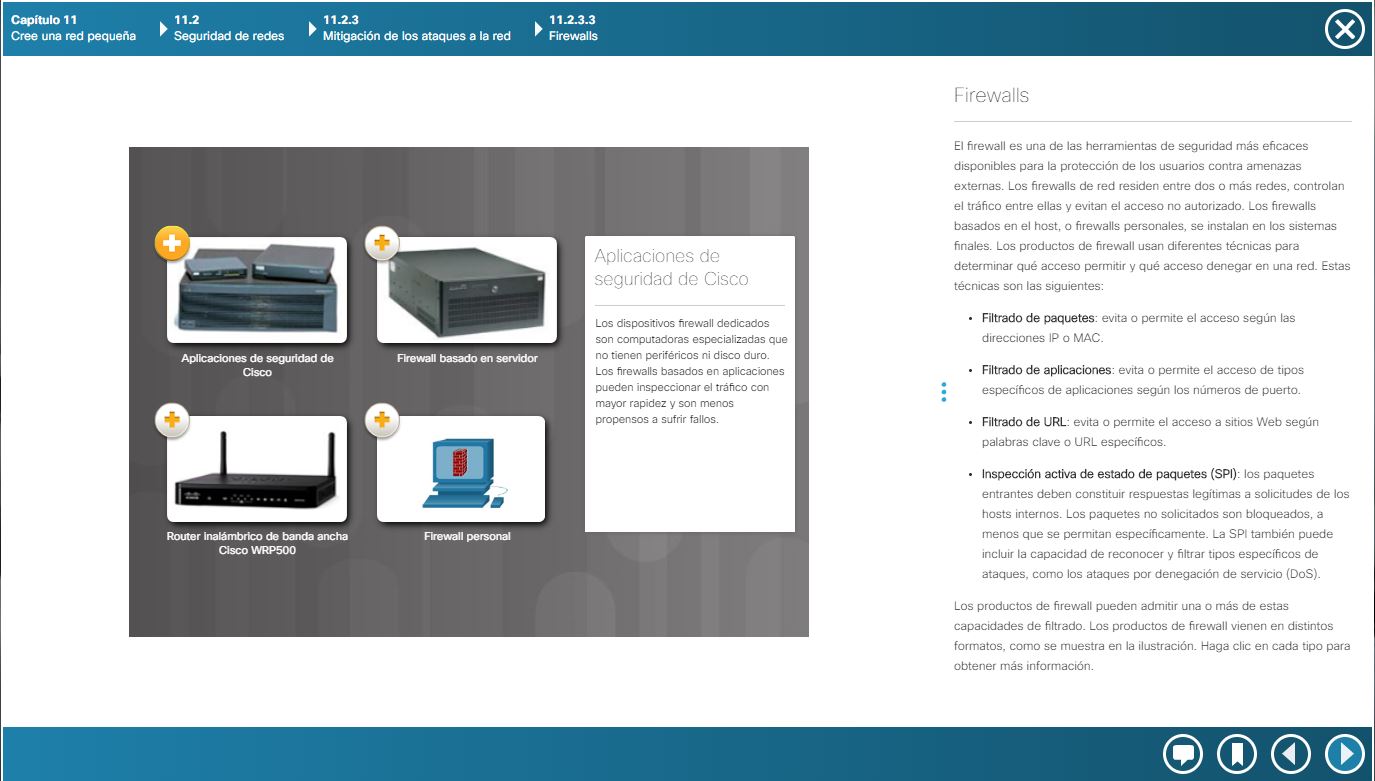 Capítulo 11
Cree una red pequeña
11.2
Seguridad de redes
11.2.3
Mitigación de los ataques a la red
11.2.3.3
Firewalls
Aplicaciones de seguridad de
Cisco
Firewall basado en servidor
Router inalámbrico de banda ancha
Cisco WRP500
Firewall personal
Aplicaciones de
seguridad de Cisco
Los dispositivos firewall dedicados
son computadoras especializadas que
no tienen periféricos ni disco duro.
Los firewalls basados en aplicaciones
pueden inspeccionar el tráfico con
mayor rapidez y son menos
propensos a sufrir fallos.
Firewalls
El firewall es una de las herramientas de seguridad más eficaces
disponibles para la protección de los usuarios contra amenazas
externas. Los firewalls de red residen entre dos o más redes, controlan
el tráfico entre ellas y evitan el acceso no autorizado. Los firewalls
basados en el host, o firewalls personales, se instalan en los sistemas
finales. Los productos de firewall usan diferentes técnicas para
determinar qué acceso permitir y qué acceso denegar en una red. Estas
técnicas son las siguientes:
• Filtrado de paquetes: evita o permite el acceso según las
direcciones IP o MAC.
• Filtrado de aplicaciones: evita o permite el acceso de tipos
específicos de aplicaciones según los números de puerto.
• Filtrado de URL: evita o permite el acceso a sitios Web según
palabras clave o URL específicos.
• Inspección activa de estado de paquetes (SPI): los paquetes
entrantes deben constituir respuestas legítimas a solicitudes de los
hosts internos. Los paquetes no solicitados son bloqueados, a
menos que se permitan específicamente. La SPI también puede
incluir la capacidad de reconocer y filtrar tipos específicos de
ataques, como los ataques por denegación de servicio (DoS).
Los productos de firewall pueden admitir una o más de estas
capacidades de filtrado. Los productos de firewall vienen en distintos
formatos, como se muestra en la ilustración. Haga clic en cada tipo para
obtener más información.